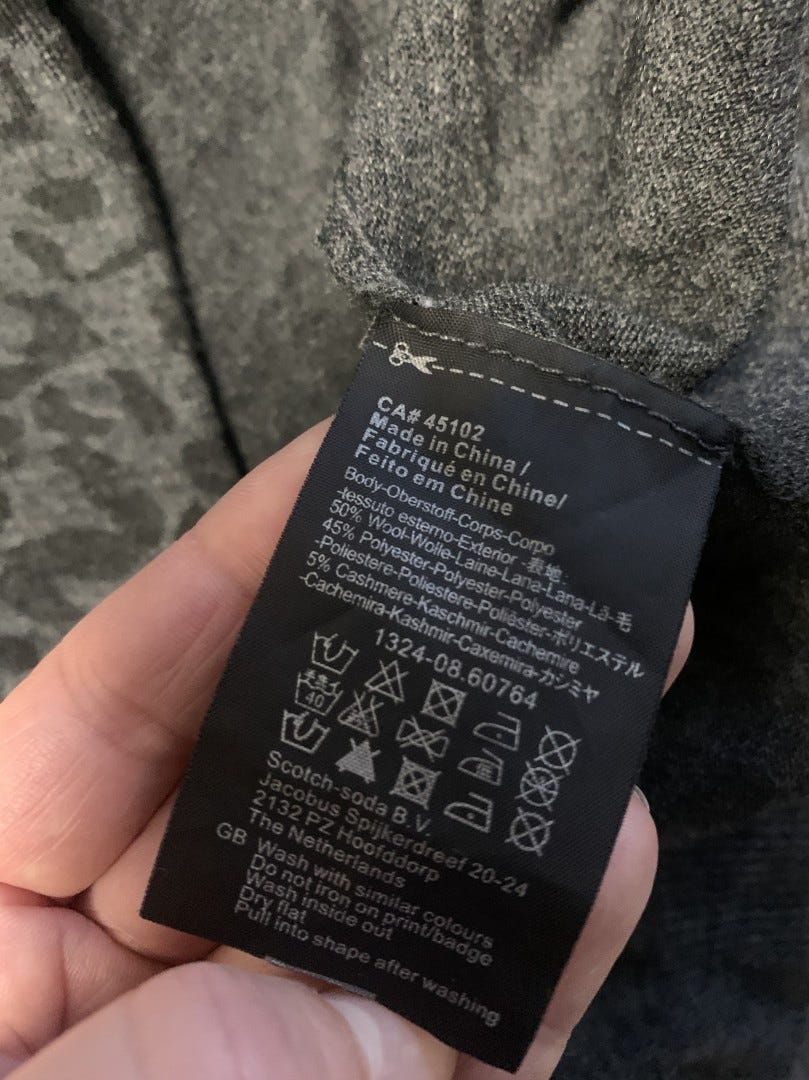 CA# 45102
Made in China /
Fabriqué en Chine/
Feito em Chine
Body-Oberstoff-Corps-Corpo
-tessuto esterno-Exterior -表地:
50% Wool-Wolle-Laine-Lana-Lana-Lã-毛
45% Polyester-Polyester-Polyester
-Poliestere-Poliestere-Poliéster-ポリエステル
5% Cashmere-Kaschmir-Cachemire
-Cachemira-Kashmir-Caxemira-カシミヤ
1324-08.60764
40
Scotch-soda B.V.
Jacobus Spijkerdreef 20-24
2132 PZ Hoofddorp
The Netherlands
GB Wash with similar colours
Do not iron on print/badge
Wash inside out
Dry flat
Pull into shape after washing